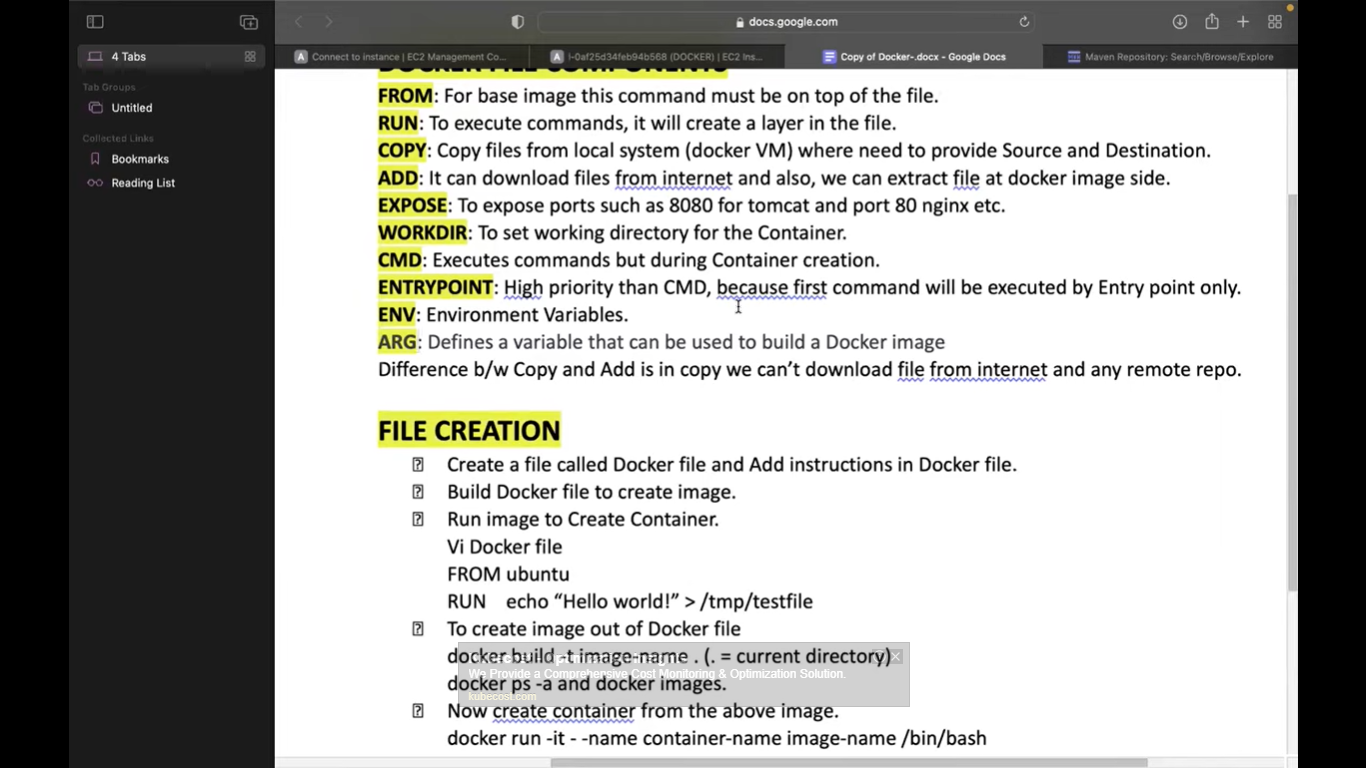 docs.google.com
4 Tabs
Connect to instance | EC2 Management Co...
i-0af25d34feb94b568 (DOCKER) | EC2 Ins...
Copy of Docker-.docx - Google Docs
Maven Repository: Search/Browse/Explore
Tab Groups
Untitled
Collected Links
Bookmarks
Reading List
DOCKER FILE COMPONENTS
FROM: For base image this command must be on top of the file.
RUN: To execute commands, it will create a layer in the file.
COPY: Copy files from local system (docker VM) where need to provide Source and Destination.
ADD: It can download files from internet and also, we can extract file at docker image side.
EXPOSE: To expose ports such as 8080 for tomcat and port 80 nginx etc.
WORKDIR: To set working directory for the Container.
CMD: Executes commands but during Container creation.
ENTRYPOINT: High priority than CMD, because first command will be executed by Entry point only.
ENV: Environment Variables.
ARG: Defines a variable that can be used to build a Docker image
Difference b/w Copy and Add is in copy we can't download file from internet and any remote repo.
FILE CREATION
Create a file called Docker file and Add instructions in Docker file.
Build Docker file to create image.
Run image to Create Container.
Vi Docker file
FROM ubuntu
RUN echo “Hello world!” > /tmp/testfile
To create image out of Docker file
docker build -t image-name . (. = current directory)
We Provide a Comprehensive Cost Monitoring & Optimization Solution.
docker ps -a and docker images.
kubecost.com
Now create container from the above image.
docker run -it - -name container-name image-name /bin/bash